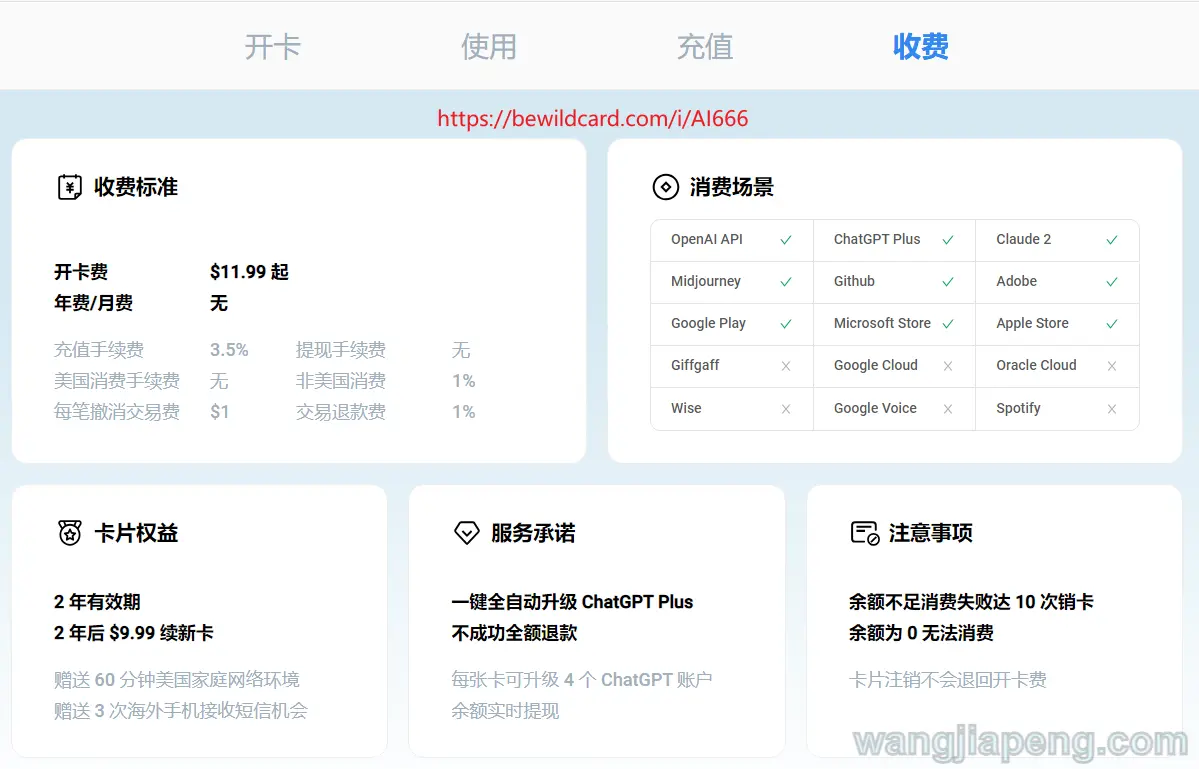 开卡 使用 充值 收费
https://bewildcard.com/i/AI666
收费标准
开卡费 $11.99 起
年费/月费 无
充值手续费 3.5% 提现手续费 无
美国消费手续费 无 非美国消费 1%
每笔撤消交易费 $1 交易退款费 1%
消费场景
OpenAI API ChatGPT Plus Claude 2
Midjourney Github Adobe
Google Play Microsoft Store Apple Store
Giffgaff Google Cloud Oracle Cloud
Wise Google Voice Spotify
卡片权益
2 年有效期
2 年后 $9.99 续新卡
赠送 60 分钟美国家庭网络环境
赠送 3 次海外手机接收短信机会
服务承诺
一键全自动升级 ChatGPT Plus
不成功全额退款
每张卡可升级 4 个 ChatGPT 账户
余额实时提现
注意事项
余额不足消费失败达 10 次销卡
余额为 0 无法消费
卡片注销不会退回开卡费
wangjiapeng.com